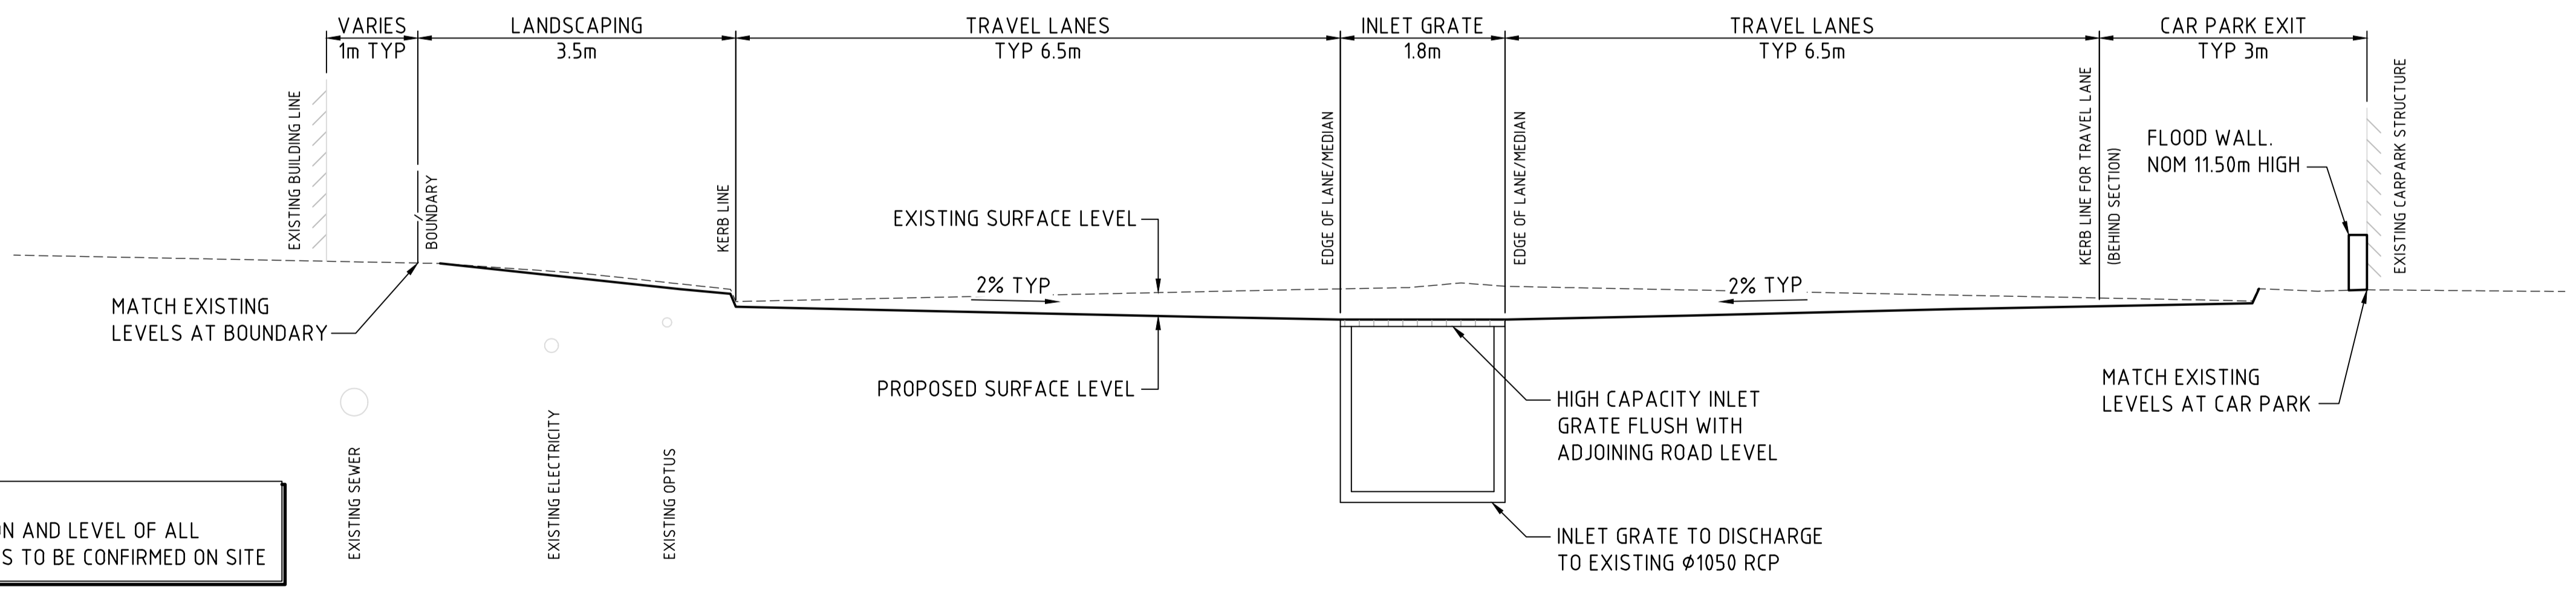 VARIES
1m TYP
LANDSCAPING
3.5m
TRAVEL LANES
TYP 6.5m
INLET GRATE
1.8m
TRAVEL LANES
TYP 6.5m
CAR PARK EXIT
TYP 3m
EXISTING BUILDING LINE
BOUNDARY
KERB LINE
EDGE OF LANE/MEDIAN
EDGE OF LANE/MEDIAN
KERB LINE FOR TRAVEL LANE
(BEHIND SECTION)
EXISTING CARPARK STRUCTURE
FLOOD WALL.
NOM 11.50m HIGH
EXISTING SURFACE LEVEL
2% TYP
2% TYP
MATCH EXISTING
LEVELS AT BOUNDARY
PROPOSED SURFACE LEVEL
HIGH CAPACITY INLET
GRATE FLUSH WITH
ADJOINING ROAD LEVEL
MATCH EXISTING
LEVELS AT CAR PARK
EXISTING SEWER
EXISTING ELECTRICITY
EXISTING OPTUS
INLET GRATE TO DISCHARGE
TO EXISTING Ø1050 RCP
AND LEVEL OF ALL
TO BE CONFIRMED ON SITE